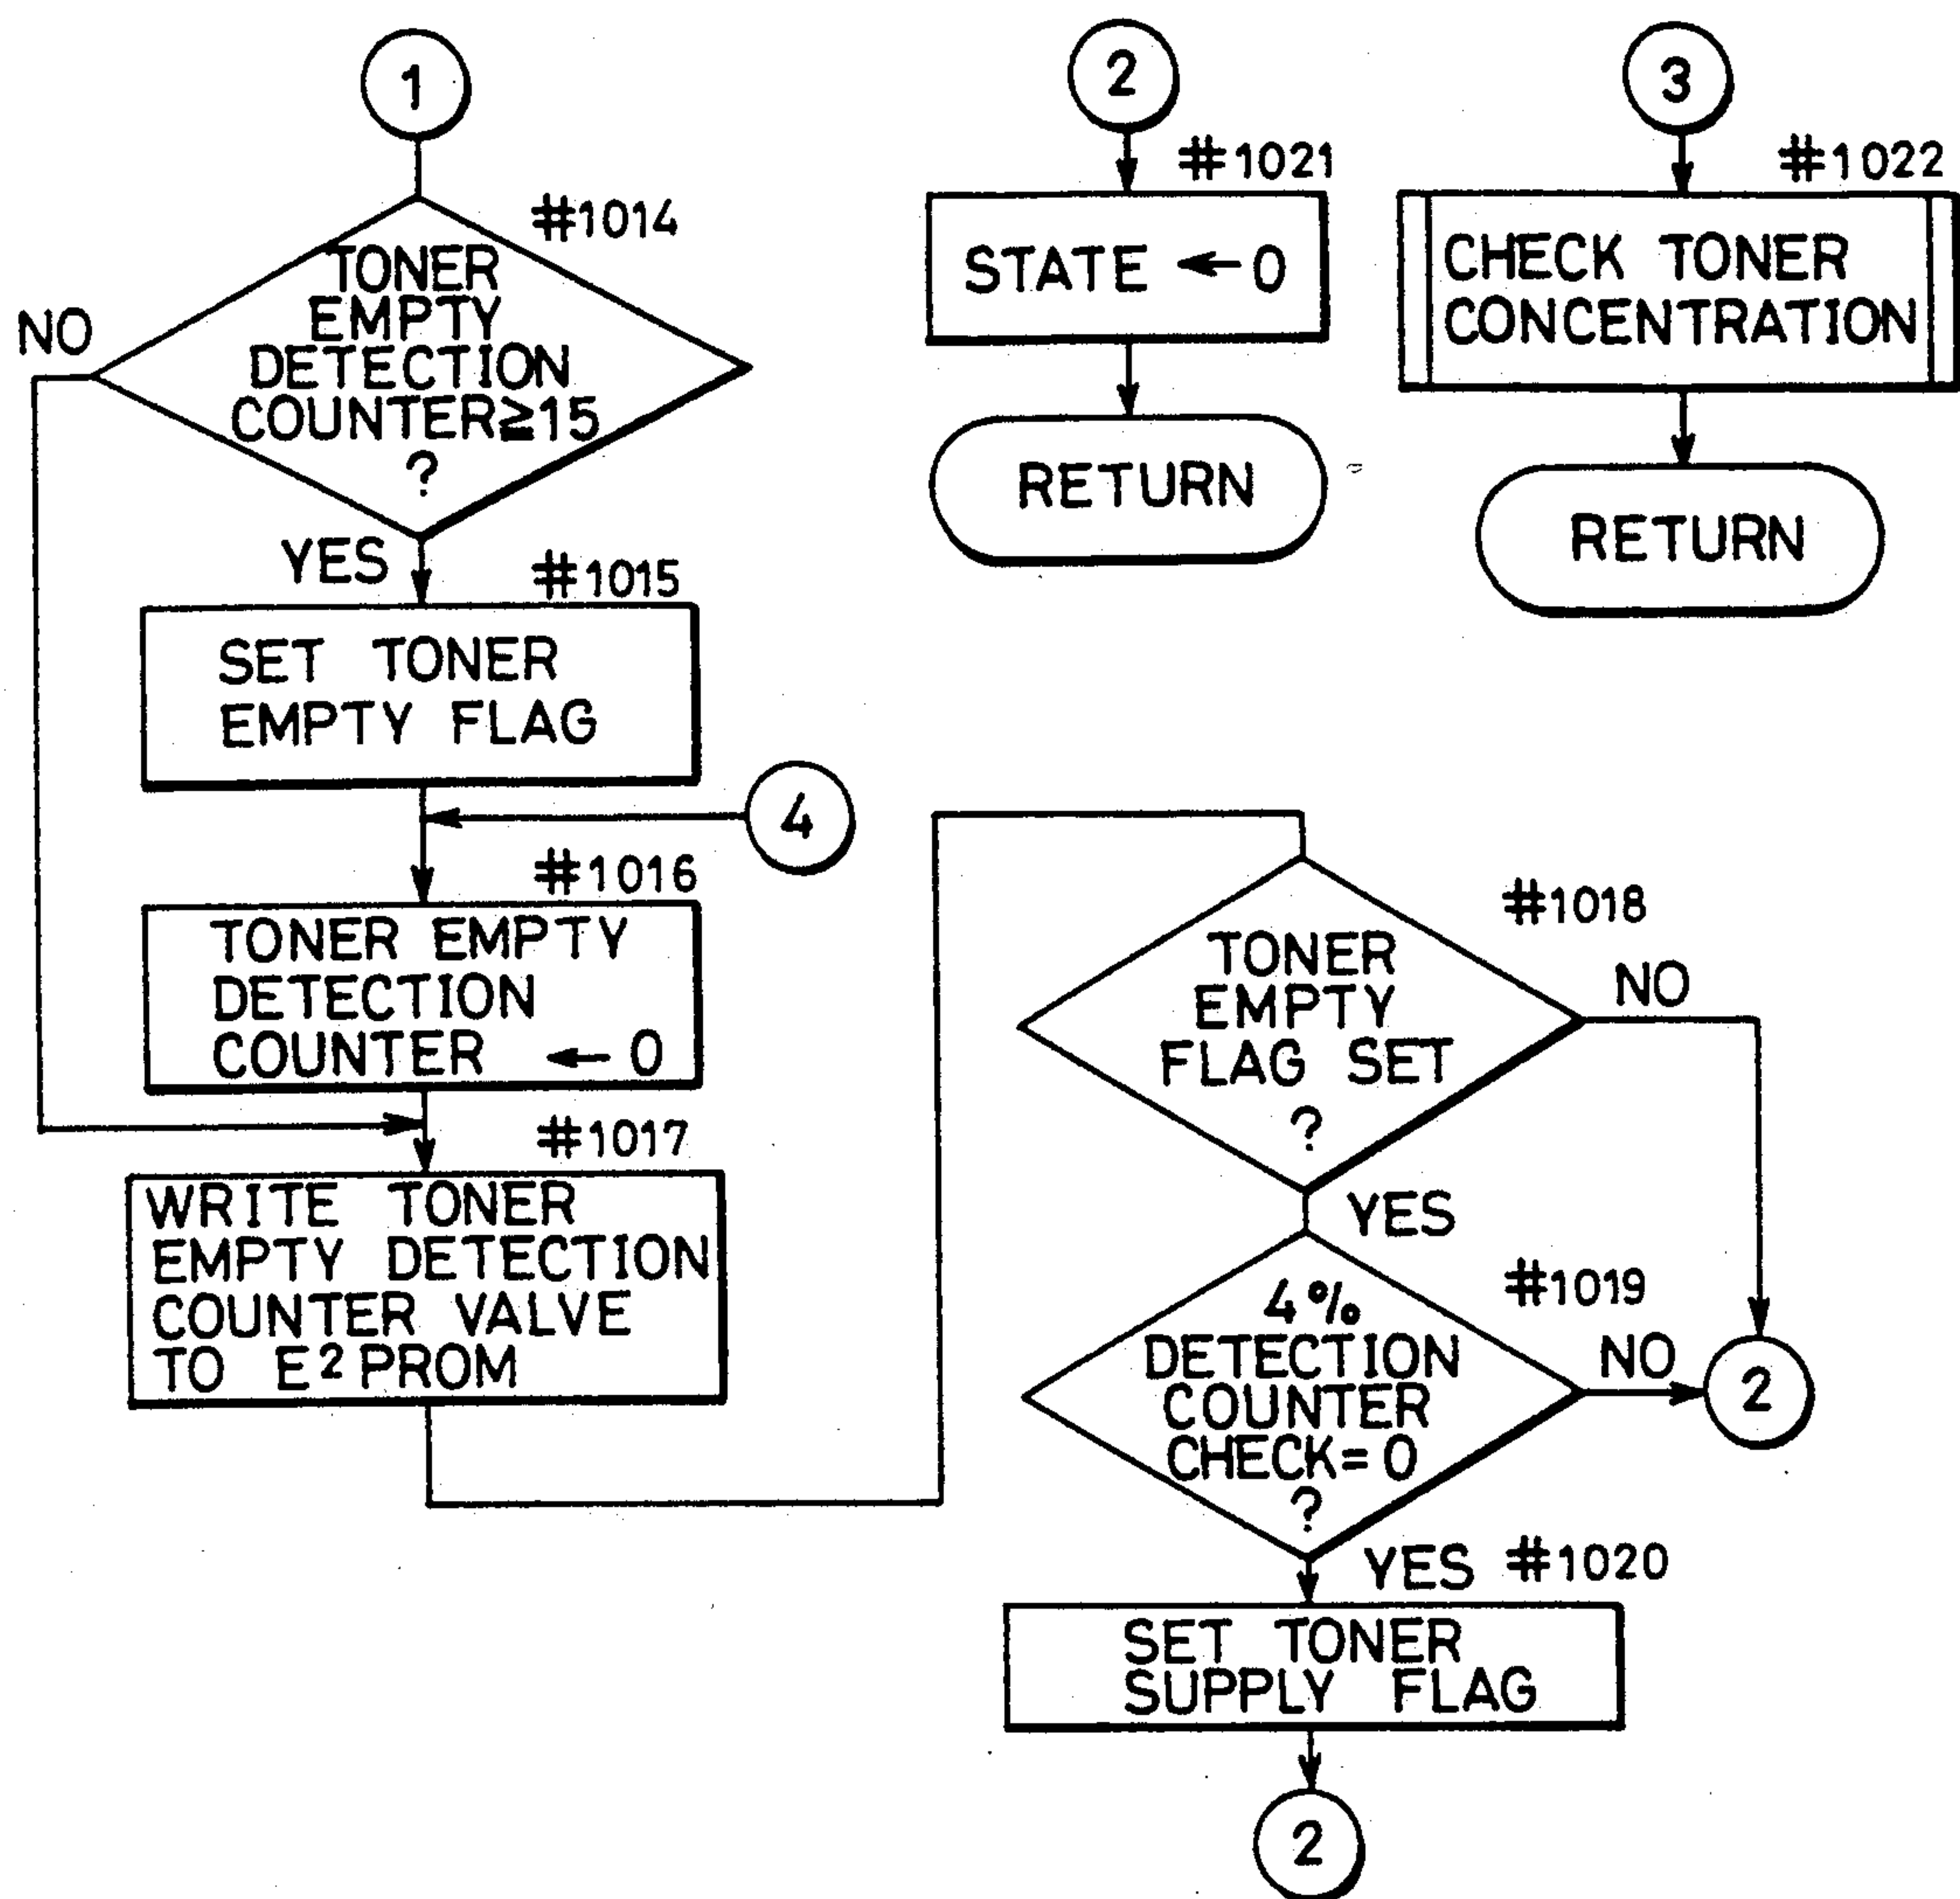 1
#1014
TONER
EMPTY
DETECTION
COUNTER≧15
?
NO
YES
#1015
SET TONER
EMPTY FLAG
4
#1016
TONER EMPTY
DETECTION
COUNTER ← 0
#1017
WRITE TONER
EMPTY DETECTION
COUNTER VALVE
TO E²PROM
2
#1021
STATE ← 0
RETURN
3
#1022
CHECK TONER
CONCENTRATION
RETURN
#1018
TONER
EMPTY
FLAG SET
?
NO
YES
#1019
4%
DETECTION
COUNTER
CHECK=0
?
NO
2
YES #1020
SET TONER
SUPPLY FLAG
2